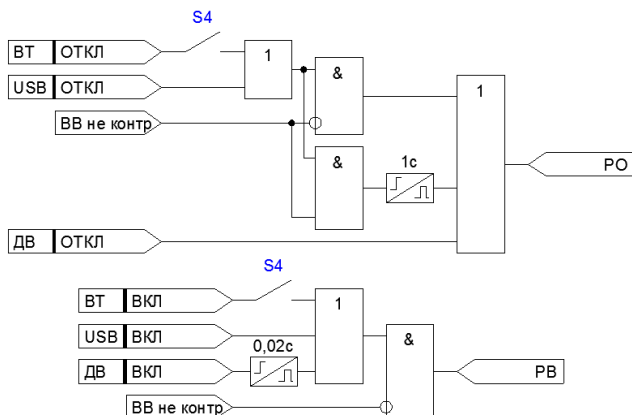 S4
ВТ ОТКЛ
1
&
USB ОТКЛ
1
ВВ не контр
&
1с
РО
ДВ ОТКЛ
S4
ВТ ВКЛ
1
USB ВКЛ
&
0,02с
ДВ ВКЛ
РВ
ВВ не контр